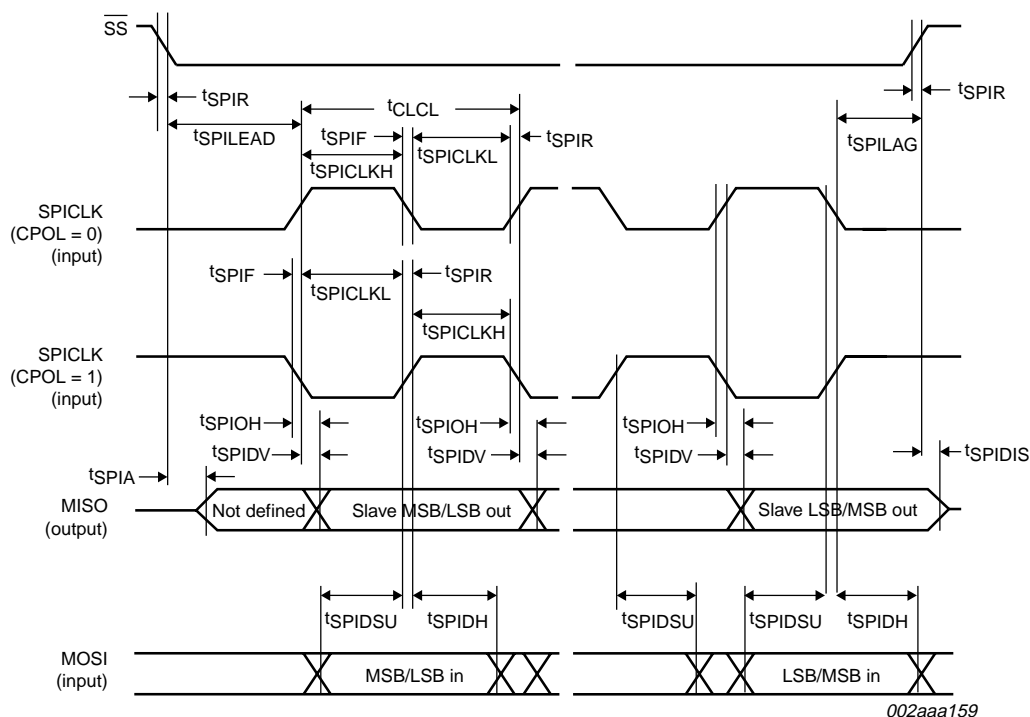 SS
tSPIR
tSPIR
tCLCL
tSPILEAD
tSPIF
tSPICLKL
tSPIR
tSPILAG
tSPICLKH
SPICLK
(CPOL = 0)
(input)
tSPIF
tSPICLKL
tSPIR
tSPICLKH
SPICLK
(CPOL = 1)
(input)
tSPIOH
tSPIOH
tSPIOH
tSPIDV
tSPIDV
tSPIDV
tSPIDIS
tSPIA
MISO
(output)
Not defined
Slave MSB/LSB out
Slave LSB/MSB out
tSPIDSU
tSPIDH
tSPIDSU
tSPIDSU
tSPIDH
MOSI
(input)
MSB/LSB in
LSB/MSB in
002aaa159